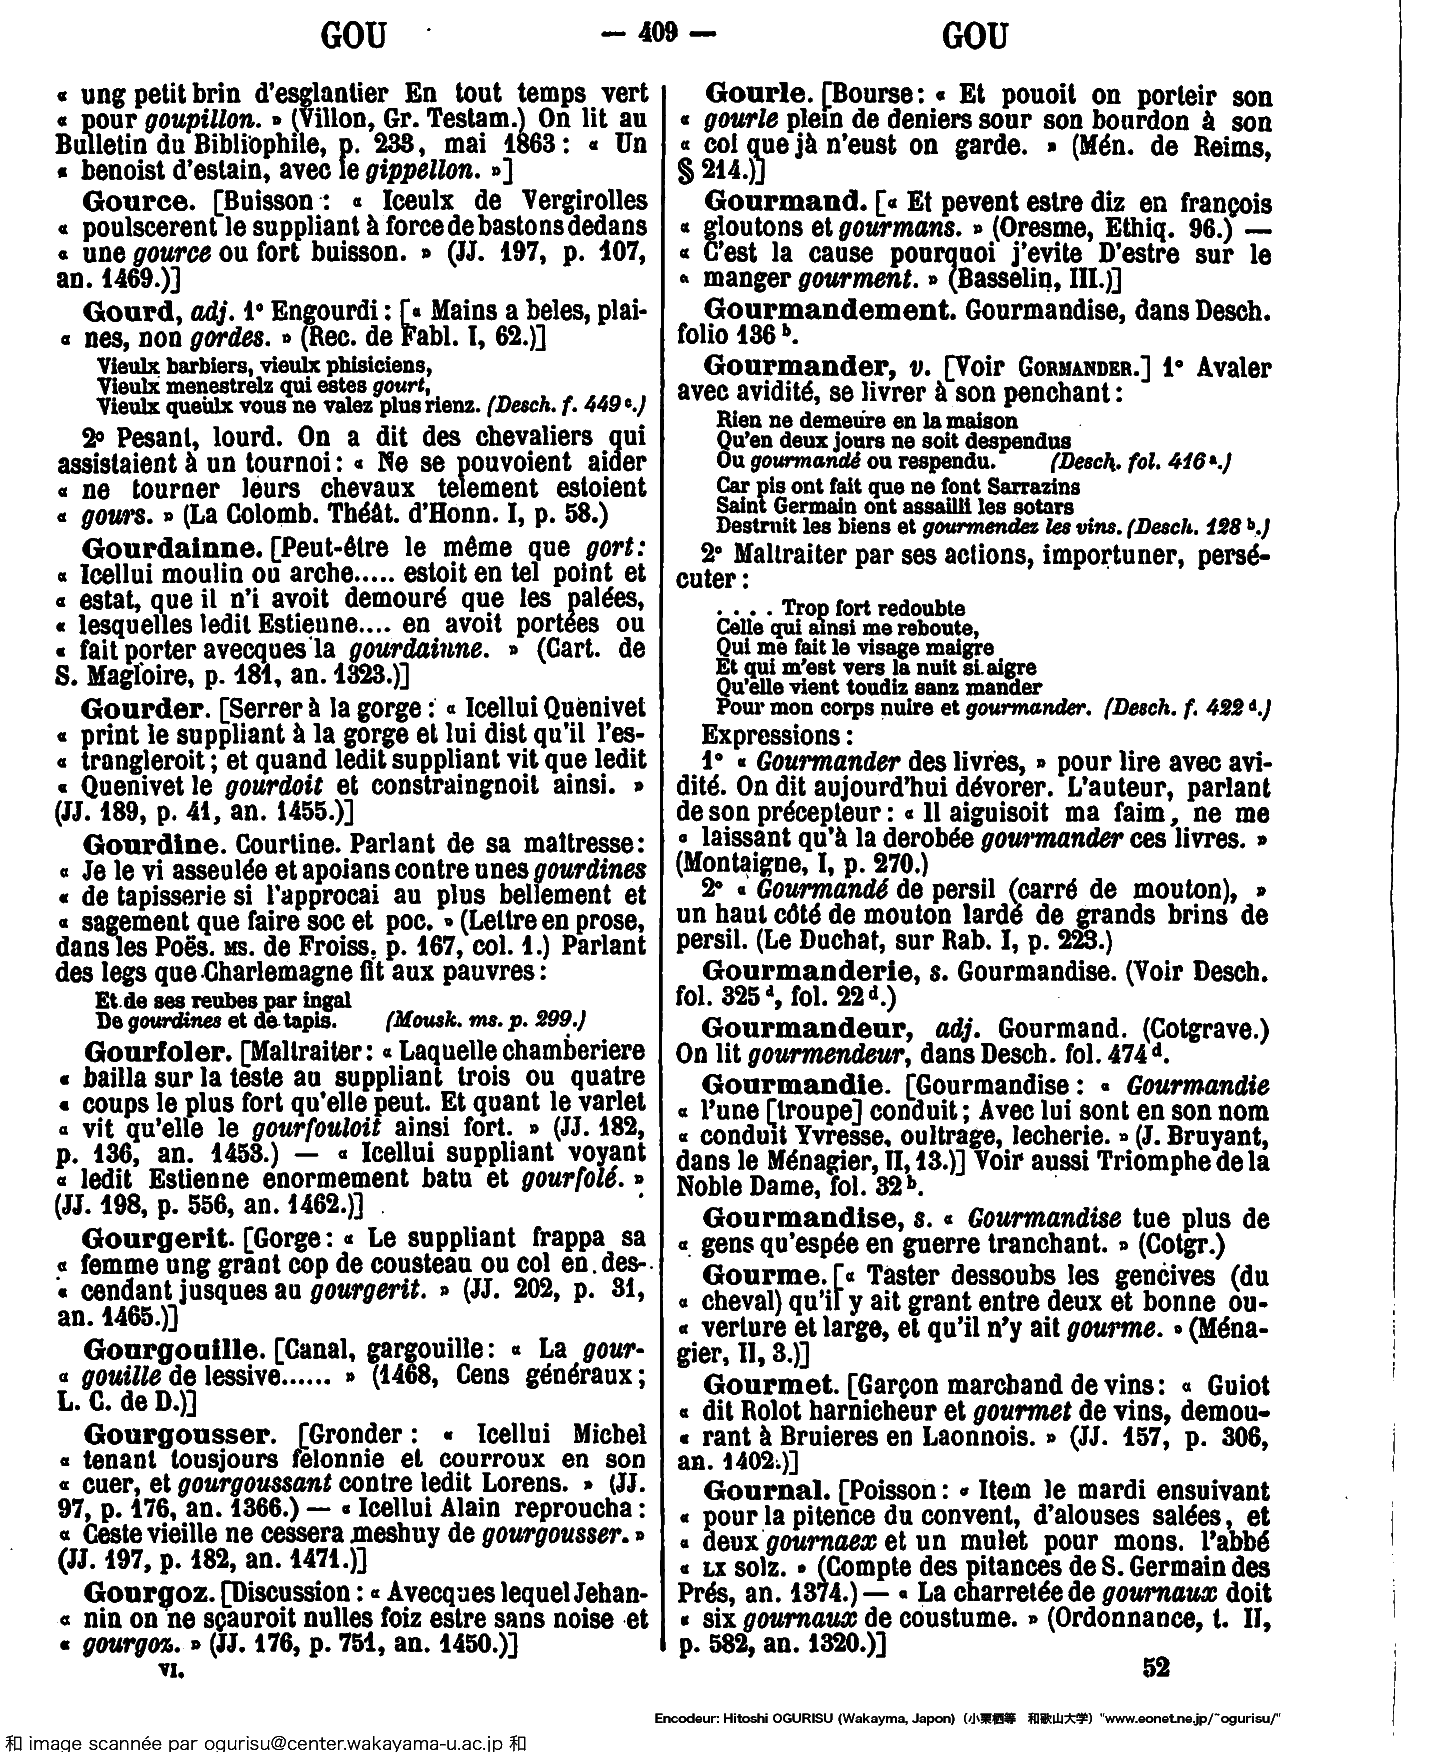 GOU
— 409 —
GOU
« ung petit brin d'esglantier En tout temps vert
« pour goupillon. » (Villon, Gr. Testam.) On lit au
Bulletin du Bibliophile, p. 233, mai 1863 : « Un
« benoist d'estain, avec le gippellon. »]
Gource. [Buisson : « Iceulx de Vergirolles
« poulscerent le suppliant à force de bastons dedans
« une gource ou fort buisson. » (JJ. 197, p. 107,
an. 1469.)]
Gourd, adj. 1° Engourdi : [« Mains a beles, plai-
« nes, non gordes. » (Rec. de Fabl. I, 62.)]
Vieulx barbiers, vieulx phisiciens,
Vieulx menestrelz qui estes gourt,
Vieulx queulx vous ne valez plus rienz. (Desch. f. 449 c.)
2° Pesant, lourd. On a dit des chevaliers qui
assistaient à un tournoi : « Ne se pouvoient aider
« ne tourner leurs chevaux telement estoient
« gours. » (La Colomb. Théât. d'Honn. I, p. 58.)
Gourdainne. [Peut-être le même que gort :
« Icellui moulin ou arche..... estoit en tel point et
« estat, que il n'i avoit demouré que les palées,
« lesquelles ledit Estienne.... en avoit portées ou
« fait porter avecques la gourdainne. » (Cart. de
S. Magloire, p. 181, an. 1323.)]
Gourder. [Serrer à la gorge : « Icellui Quenivet
« print le suppliant à la gorge et lui dist qu'il l'es-
« trangleroit ; et quand ledit suppliant vit que ledit
« Quenivet le gourdoit et constraingnoit ainsi. »
(JJ. 189, p. 41, an. 1455.)]
Gourdine. Courtine. Parlant de sa maîtresse :
« Je le vi asseulée et apoians contre unes gourdines
« de tapisserie si l'approcai au plus bellement et
« sagement que faire soc et poc. » (Lettre en prose,
dans les Poës. MS. de Froiss. p. 167, col. 1.) Parlant
des legs que Charlemagne fit aux pauvres :
Et de ses reubes par ingal
De gourdines et de tapis. (Mousk. ms. p. 299.)
Gourfoler. [Maltraiter : « Laquelle chamberiere
« bailla sur la teste au suppliant trois ou quatre
« coups le plus fort qu'elle peut. Et quant le varlet
« vit qu'elle le gourfouloit ainsi fort. » (JJ. 182,
p. 136, an. 1453.) — « Icellui suppliant voyant
« ledit Estienne enormement batu et gourfolé. »
(JJ. 198, p. 556, an. 1462.)]
Gourgerit. [Gorge : « Le suppliant frappa sa
« femme ung grant cop de cousteau ou col en des-
« cendant jusques au gourgerit. » (JJ. 202, p. 31,
an. 1465.)]
Gourgouille. [Canal, gargouille : « La gour-
« gouille de lessive...... » (1468, Cens généraux ;
L. C. de D.)]
Gourgousser. [Gronder : « Icellui Michel
« tenant tousjours felonnie et courroux en son
« cuer, et gourgoussant contre ledit Lorens. » (JJ.
97, p. 176, an. 1366.) — « Icellui Alain reproucha :
« Ceste vieille ne cessera meshuy de gourgousser. »
(JJ. 197, p. 182, an. 1471.)]
Gourgoz. [Discussion : « Avecques lequel Jehan-
« nin on ne sçauroit nulles foiz estre sans noise et
« gourgoz. » (JJ. 176, p. 751, an. 1450.)]
VI.
Gourle. [Bourse : « Et pouoit on porteir son
« gourle plein de deniers sour son bourdon à son
« col que jà n'eust on garde. » (Mén. de Reims,
§ 214.)]
Gourmand. [« Et pevent estre diz en françois
« gloutons et gourmans. » (Oresme, Ethiq. 96.) —
« C'est la cause pourquoi j'evite D'estre sur le
« manger gourment. » (Basselin, III.)]
Gourmandement. Gourmandise, dans Desch.
folio 136 b.
Gourmander, v. [Voir GORMANDER.] 1° Avaler
avec avidité, se livrer à son penchant :
Rien ne demeure en la maison
Qu'en deux jours ne soit despendus
Ou gourmandé ou respendu. (Desch. fol. 416 a.)
Car pis ont fait que ne font Sarrazins
Saint Germain ont assailli les sotars
Destruit les biens et gourmendez les vins. (Desch. 128 b.)
2° Maltraiter par ses actions, importuner, persé-
cuter :
. . . . Trop fort redoubte
Celle qui ainsi me reboute,
Qui me fait le visage maigre
Et qui m'est vers la nuit si aigre
Qu'elle vient toudiz sanz mander
Pour mon corps nuire et gourmander. (Desch. f. 422 d.)
Expressions :
1° « Gourmander des livres, » pour lire avec avi-
dité. On dit aujourd'hui dévorer. L'auteur, parlant
de son précepteur : « Il aiguisoit ma faim, ne me
« laissant qu'à la derobée gourmander ces livres. »
(Montaigne, I, p. 270.)
2° « Gourmandé de persil (carré de mouton), »
un haut côté de mouton lardé de grands brins de
persil. (Le Duchat, sur Rab. I, p. 223.)
Gourmanderie, s. Gourmandise. (Voir Desch.
fol. 325 d, fol. 22 d.)
Gourmandeur, adj. Gourmand. (Cotgrave.)
On lit gourmendeur, dans Desch. fol. 474 d.
Gourmandie. [Gourmandise : « Gourmandie
« l'une [troupe] conduit ; Avec lui sont en son nom
« conduit Yvresse, oultrage, lecherie. » (J. Bruyant,
dans le Ménagier, II, 13.)] Voir aussi Triomphe de la
Noble Dame, fol. 32 b.
Gourmandise, s. « Gourmandise tue plus de
« gens qu'espée en guerre tranchant. » (Cotgr.)
Gourme. [« Taster dessoubs les gencives (du
« cheval) qu'il y ait grant entre deux et bonne ou-
« verture et large, et qu'il n'y ait gourme. » (Ména-
gier, II, 3.)]
Gourmet. [Garçon marchand de vins : « Guiot
« dit Rolot harnicheur et gourmet de vins, demou-
« rant à Bruieres en Laonnois. » (JJ. 157, p. 306,
an. 1402.)]
Gournal. [Poisson : « Item le mardi ensuivant
« pour la pitence du convent, d'alouses salées, et
« deux gournaex et un mulet pour mons. l'abbé
« LX solz. » (Compte des pitances de S. Germain des
Prés, an. 1374.) — « La charretée de gournaux doit
« six gournaux de coustume. » (Ordonnance, t. II,
p. 582, an. 1320.)]
52
Encodeur: Hitoshi OGURISU (Wakayma, Japon) (小栗栖等 和歌山大学) "www.eonet.ne.jp/~ogurisu/"
和 image scannée par ogurisu@center.wakayama-u.ac.jp 和